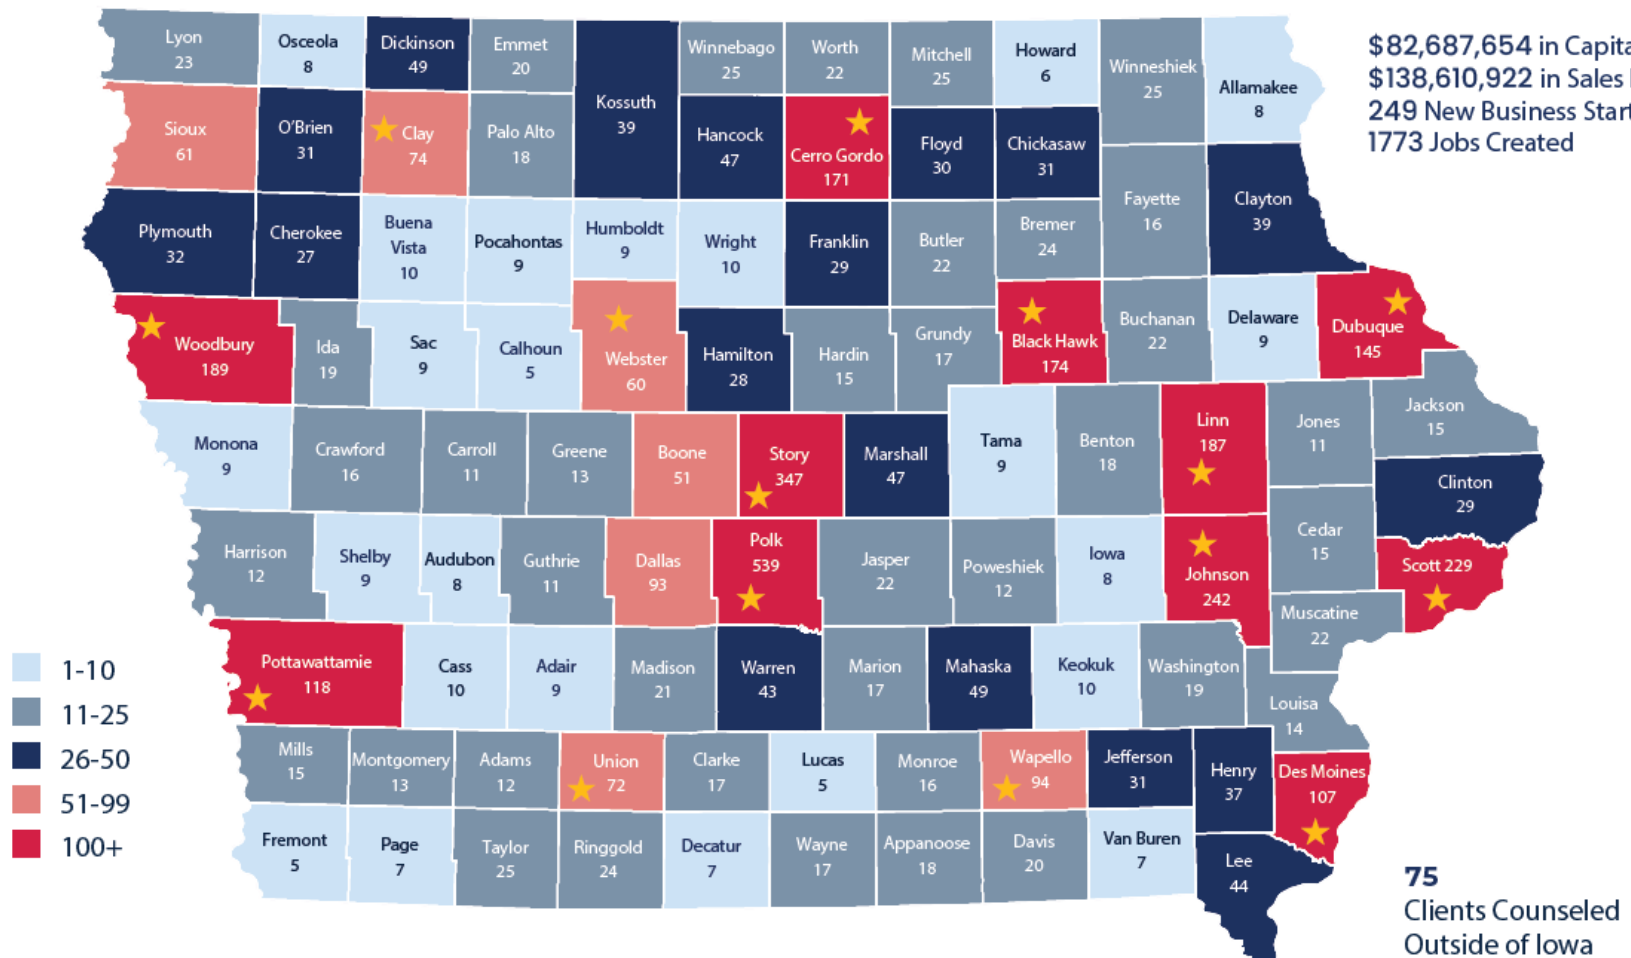 Lyon
23
Osceola
8
Dickinson
49
Emmet
20
Kossuth
39
Winnebago
25
Worth
22
Mitchell
25
Howard
6
Winneshiek
25
Allamakee
8
$82,687,654 in Capita
$138,610,922 in Sales
249 New Business Start
1773 Jobs Created
Sioux
61
O'Brien
31
Clay
74
Palo Alto
18
Hancock
47
Cerro Gordo
171
Floyd
30
Chickasaw
31
Fayette
16
Clayton
39
Plymouth
32
Cherokee
27
Buena
Vista
10
Pocahontas
9
Humboldt
9
Wright
10
Franklin
29
Butler
22
Bremer
24
Woodbury
189
Ida
19
Sac
9
Calhoun
5
Webster
60
Hamilton
28
Hardin
15
Grundy
17
Black Hawk
174
Buchanan
22
Delaware
9
Dubuque
145
Monona
9
Crawford
16
Carroll
11
Greene
13
Boone
51
Story
347
Marshall
47
Tama
9
Benton
18
Linn
187
Jones
11
Jackson
15
Clinton
29
Harrison
12
Shelby
9
Audubon
8
Guthrie
11
Dallas
93
Polk
539
Jasper
22
Poweshiek
12
Iowa
8
Johnson
242
Cedar
15
Scott 229
Muscatine
22
Pottawattamie
118
Cass
10
Adair
9
Madison
21
Warren
43
Marion
17
Mahaska
49
Keokuk
10
Washington
19
Louisa
14
Mills
15
Montgomery
13
Adams
12
Union
72
Clarke
17
Lucas
5
Monroe
16
Wapello
94
Jefferson
31
Henry
37
Des Moines
107
Fremont
5
Page
7
Taylor
25
Ringgold
24
Decatur
7
Wayne
17
Appanoose
18
Davis
20
Van Buren
7
Lee
44
1-10
11-25
26-50
51-99
100+
75
Clients Counseled
Outside of Iowa